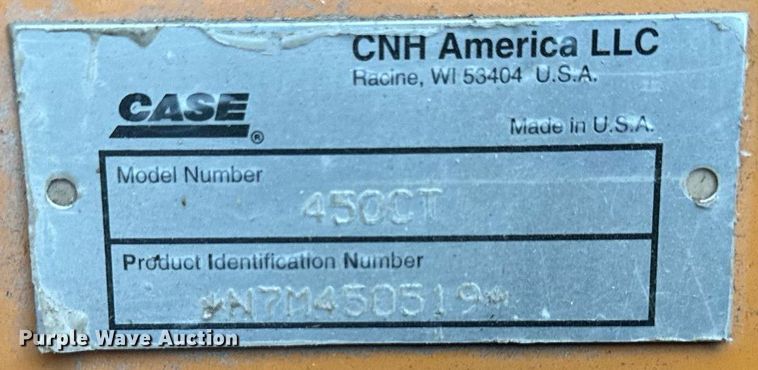 CNH America LLC
Racine, WI 53404 U.S.A.
CASE®
Made in U.S.A.
Model Number
450CT
Product Identification Number
*N7M450519*
Purple Wave Auction